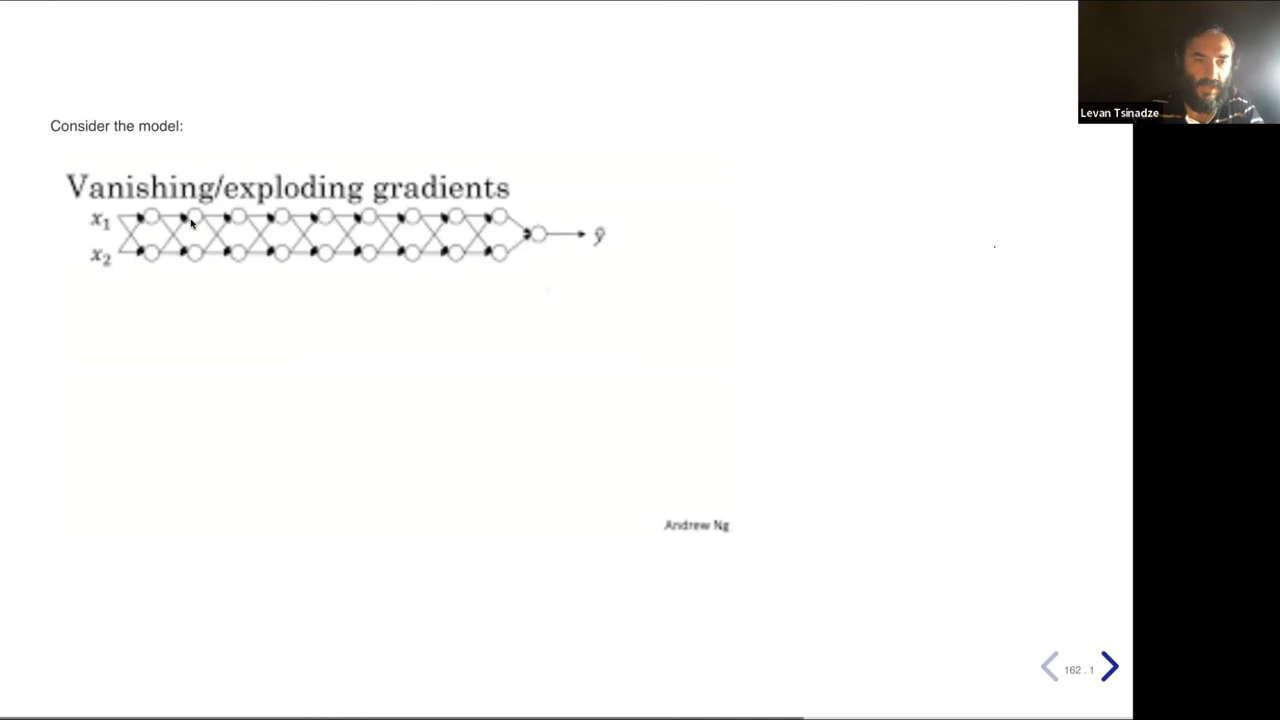 Levan Tsinadze
Consider the model:
Vanishing/exploding gradients
x₁
x₂
ŷ
Andrew Ng
162 . 1